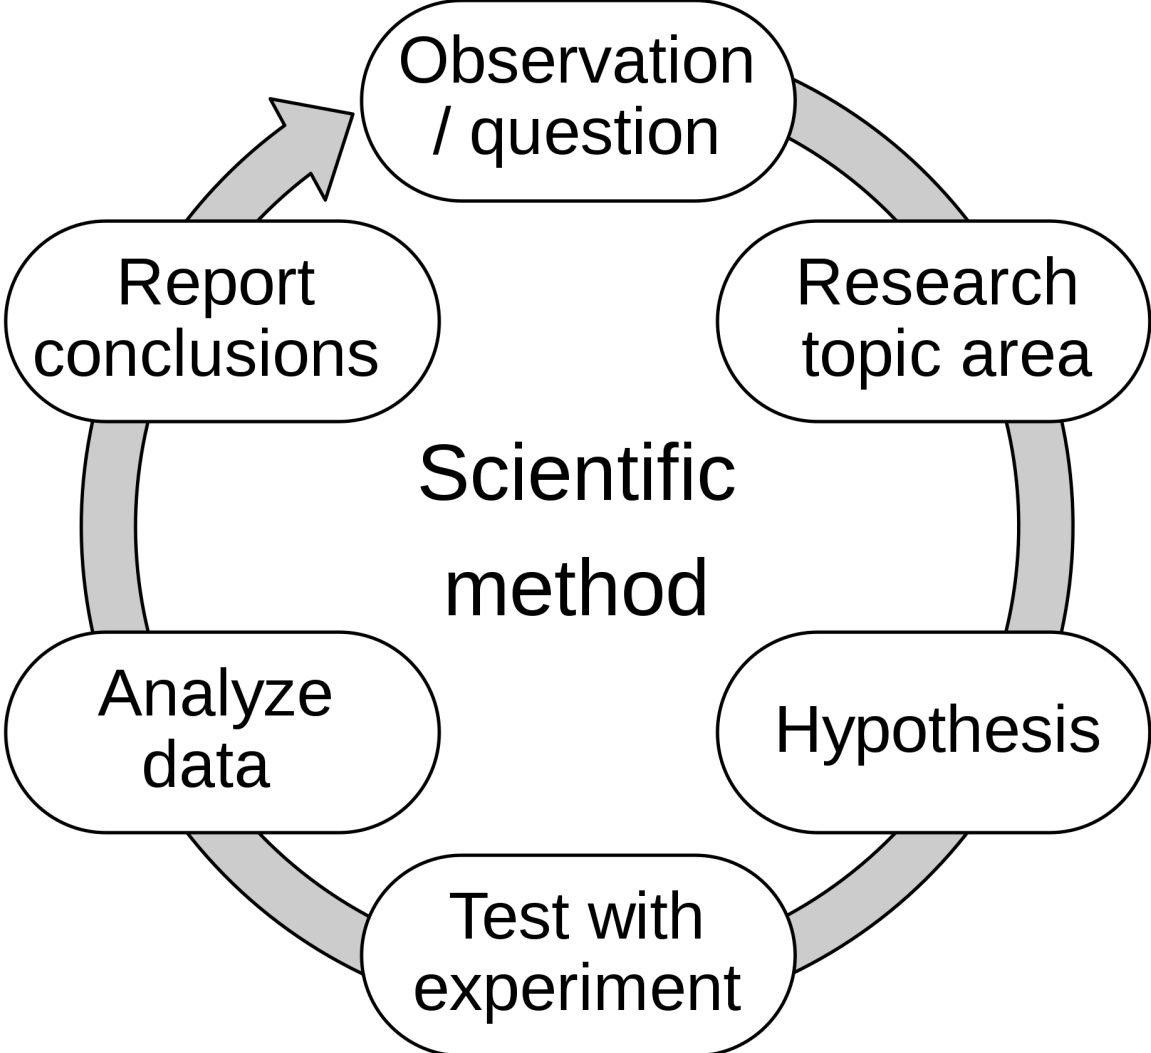 Observation
/ question
Research
topic area
Hypothesis
Test with
experiment
Analyze
data
Report
conclusions
Scientific
method